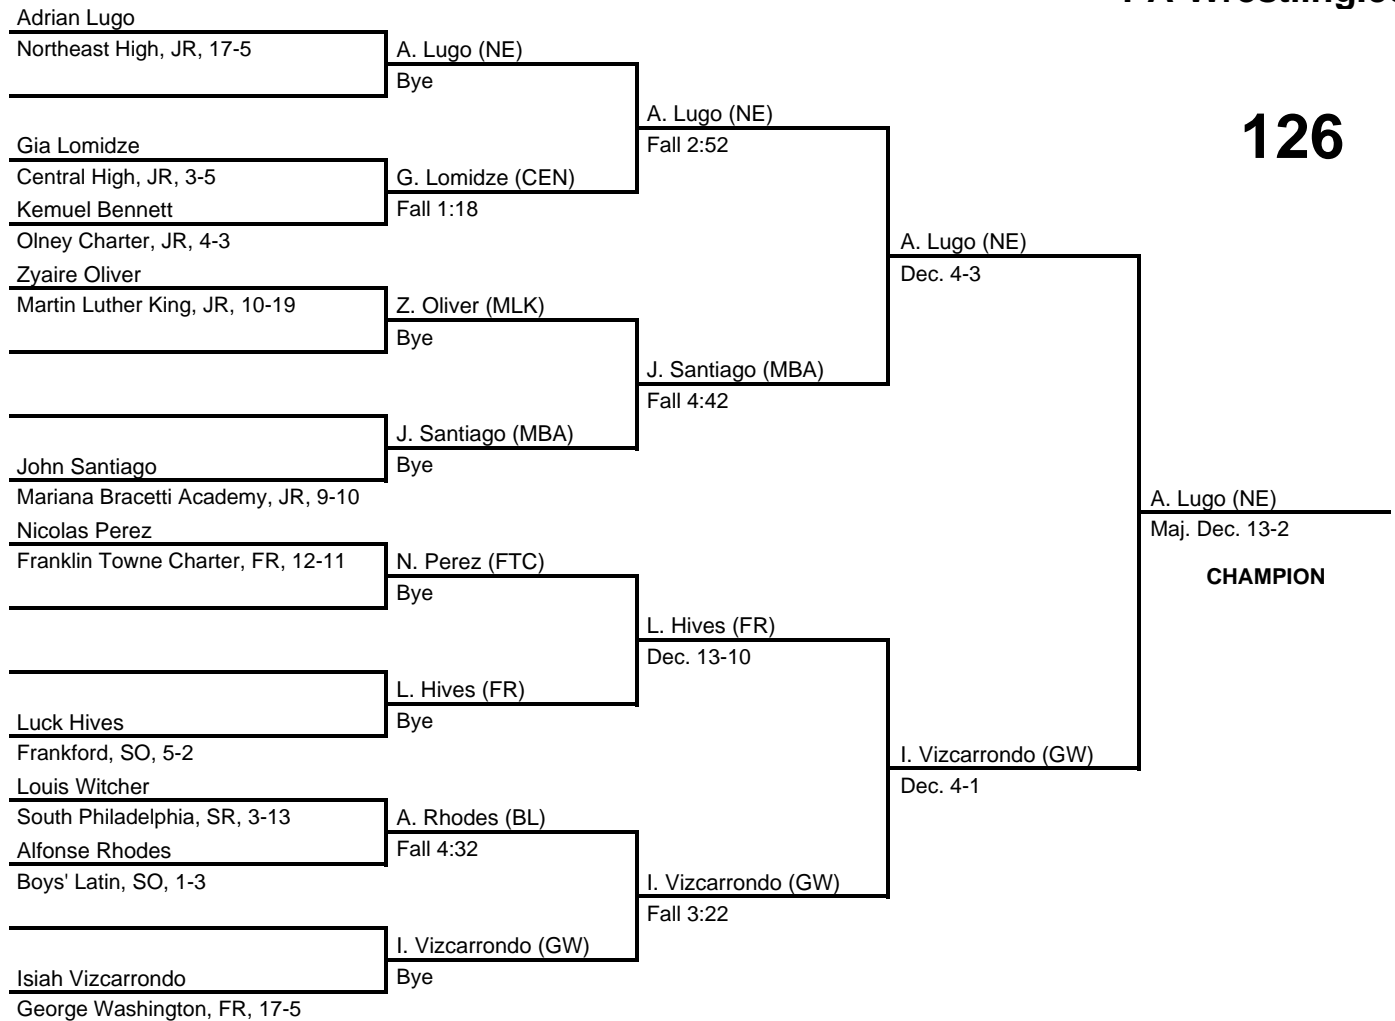 Adrian Lugo
Northeast High, JR, 17-5
A. Lugo (NE)
Bye
A. Lugo (NE)
Fall 2:52
126
Gia Lomidze
Central High, JR, 3-5
G. Lomidze (CEN)
Kemuel Bennett
Fall 1:18
Olney Charter, JR, 4-3
A. Lugo (NE)
Dec. 4-3
Zyaire Oliver
Martin Luther King, JR, 10-19
Z. Oliver (MLK)
Bye
J. Santiago (MBA)
Fall 4:42
J. Santiago (MBA)
Bye
John Santiago
Mariana Bracetti Academy, JR, 9-10
A. Lugo (NE)
Maj. Dec. 13-2
CHAMPION
Nicolas Perez
Franklin Towne Charter, FR, 12-11
N. Perez (FTC)
Bye
L. Hives (FR)
Dec. 13-10
L. Hives (FR)
Bye
Luck Hives
Frankford, SO, 5-2
I. Vizcarrondo (GW)
Dec. 4-1
Louis Witcher
South Philadelphia, SR, 3-13
A. Rhodes (BL)
Alfonse Rhodes
Fall 4:32
Boys' Latin, SO, 1-3
I. Vizcarrondo (GW)
Fall 3:22
I. Vizcarrondo (GW)
Bye
Isiah Vizcarrondo
George Washington, FR, 17-5